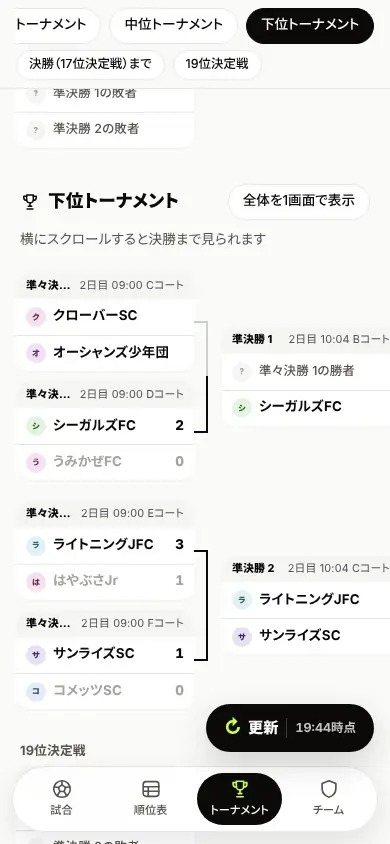 トーナメント 中位トーナメント 下位トーナメント
決勝(17位決定戦)まで 19位決定戦
? 準決勝 1の敗者
? 準決勝 2の敗者
下位トーナメント 全体を1画面で表示
横にスクロールすると決勝まで見られます
準々決... 2日目 09:00 Cコート
ク クローバーSC
オ オーシャンズ少年団
準決勝 1 2日目 10:04 Bコート
? 準々決勝 1の勝者
シ シーガルズFC
準々決... 2日目 09:00 Dコート
シ シーガルズFC 2
う うみかぜFC 0
準々決... 2日目 09:00 Eコート
ラ ライトニングJFC 3
は はやぶさJr 1
準決勝 2 2日目 10:04 Cコート
ラ ライトニングJFC
サ サンライズSC
準々決... 2日目 09:00 Fコート
サ サンライズSC 1
コ コメッツSC 0
更新 19:44時点
19位決定戦
試合 順位表 トーナメント チーム